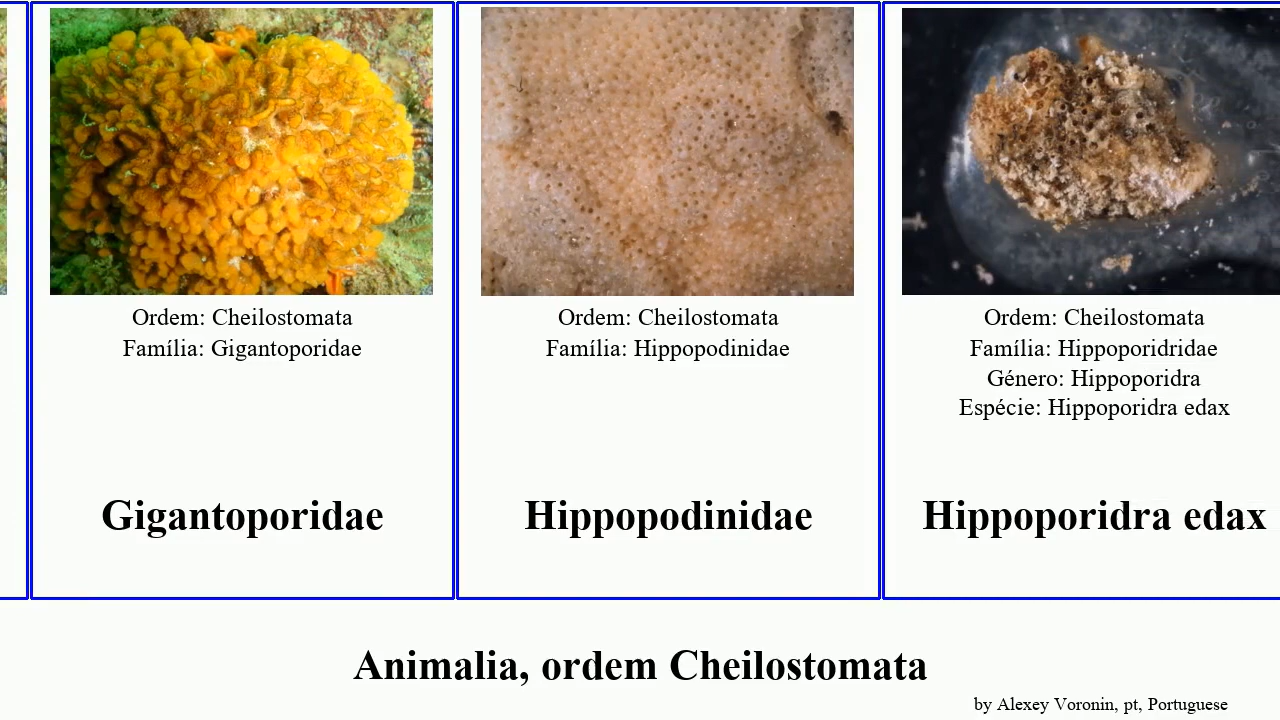 Ordem: Cheilostomata
Família: Gigantoporidae
Gigantoporidae
Ordem: Cheilostomata
Família: Hippopodinidae
Hippopodinidae
Ordem: Cheilostomata
Família: Hippoporidridae
Género: Hippoporidra
Espécie: Hippoporidra edax
Hippoporidra edax
Animalia, ordem Cheilostomata
by Alexey Voronin, pt, Portuguese